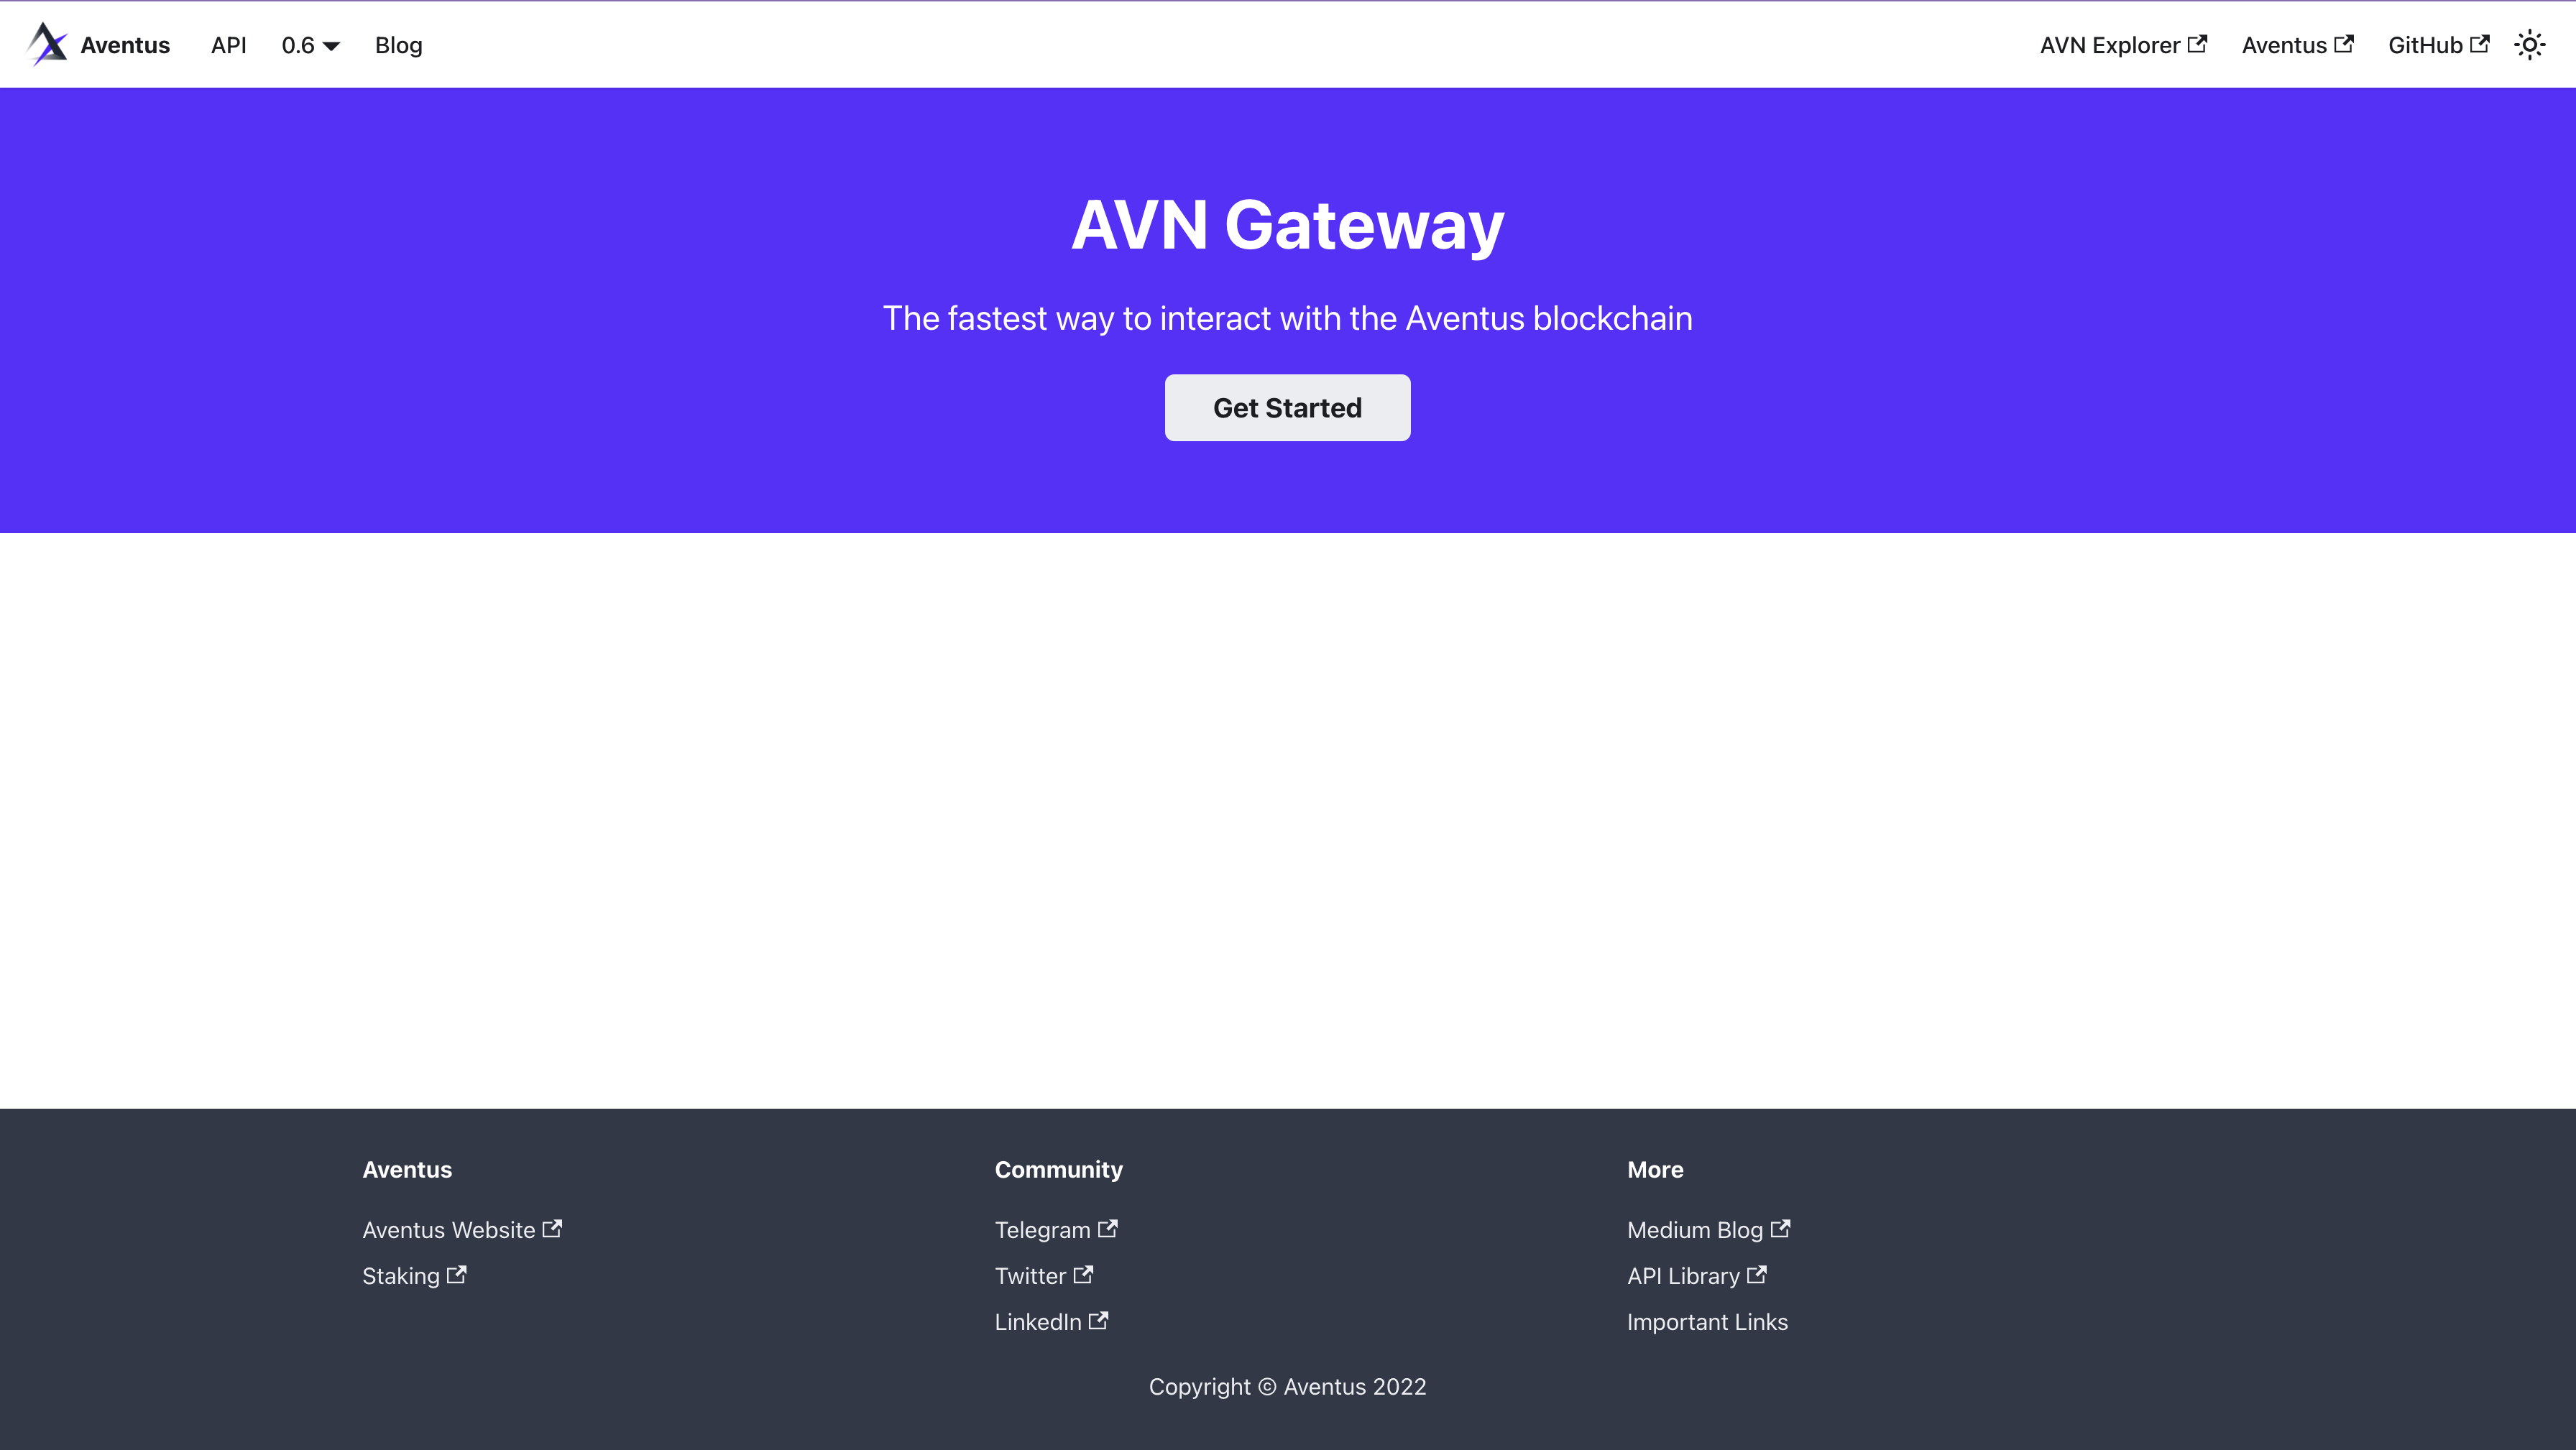 Aventus API 0.6 Blog AVN Explorer Aventus GitHub
AVN Gateway
The fastest way to interact with the Aventus blockchain
Get Started
Aventus
Aventus Website
Staking
Community
Telegram
Twitter
LinkedIn
More
Medium Blog
API Library
Important Links
Copyright © Aventus 2022